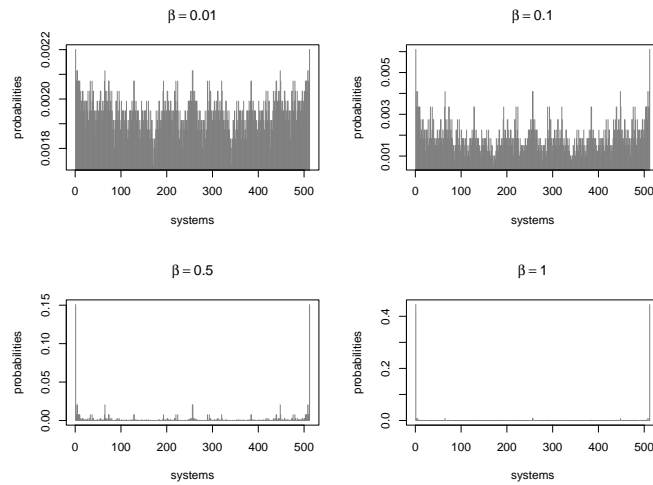 β = 0.01
probabilities
0.0018 0.0020 0.0022
0 100 200 300 400 500
systems
β = 0.1
probabilities
0.001 0.003 0.005
0 100 200 300 400 500
systems
β = 0.5
probabilities
0.00 0.05 0.10 0.15
0 100 200 300 400 500
systems
β = 1
probabilities
0.0 0.2 0.4
0 100 200 300 400 500
systems